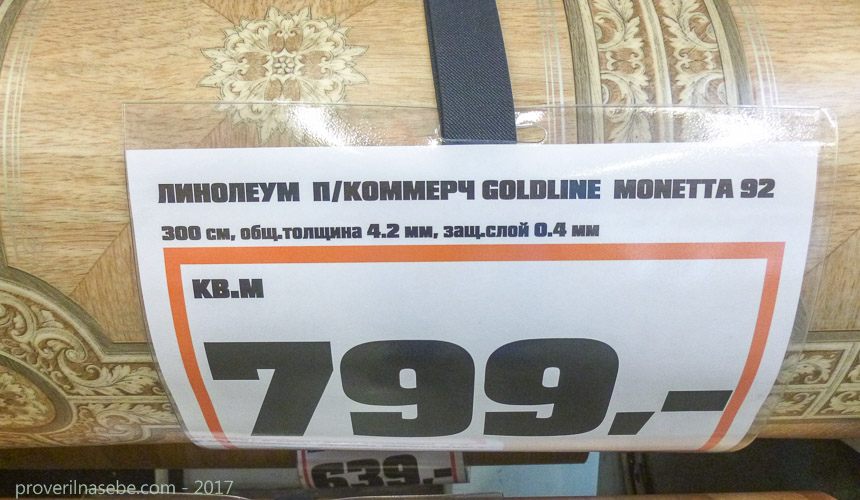 ЛИНОЛЕУМ П/КОММЕРЧ GOLDLINE MONETTA 92
300 см, общ.толщина 4.2 мм, защ.слой 0.4 мм
КВ.М
799,-
639,-
proverilnasebe.com - 2017